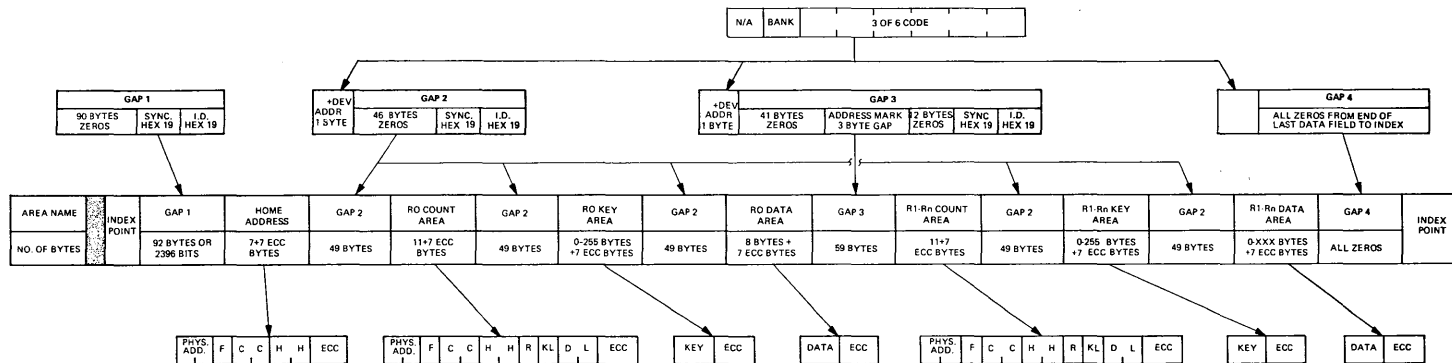 N/A BANK 3 OF 6 CODE
GAP 1
90 BYTES ZEROS SYNC. HEX 19 I.D. HEX 19
+DEV ADDR 1 BYTE
GAP 2
46 BYTES ZEROS SYNC. HEX 19 I.D. HEX 19
+DEV ADDR 1 BYTE
GAP 3
41 BYTES ZEROS ADDRESS MARK 3 BYTE GAP 12 BYTES ZEROS SYNC HEX 19 I.D. HEX 19
GAP 4
ALL ZEROS FROM END OF LAST DATA FIELD TO INDEX
AREA NAME INDEX POINT GAP 1 HOME ADDRESS GAP 2 RO COUNT AREA GAP 2 RO KEY AREA GAP 2 RO DATA AREA GAP 3 R1-Rn COUNT AREA GAP 2 R1-Rn KEY AREA GAP 2 R1-Rn DATA AREA GAP 4 INDEX POINT
NO. OF BYTES 92 BYTES OR 2396 BITS 7+7 ECC BYTES 49 BYTES 11+7 ECC BYTES 49 BYTES 0-255 BYTES +7 ECC BYTES 49 BYTES 8 BYTES + 7 ECC BYTES 59 BYTES 11+7 ECC BYTES 49 BYTES 0-255 BYTES +7 ECC BYTES 49 BYTES 0-XXX BYTES +7 ECC BYTES ALL ZEROS
PHYS. ADD. F C C H H ECC
PHYS. ADD. F C C H H R KL D L ECC
KEY ECC
DATA ECC
PHYS. ADD. F C C H H R KL D L ECC
KEY ECC
DATA ECC